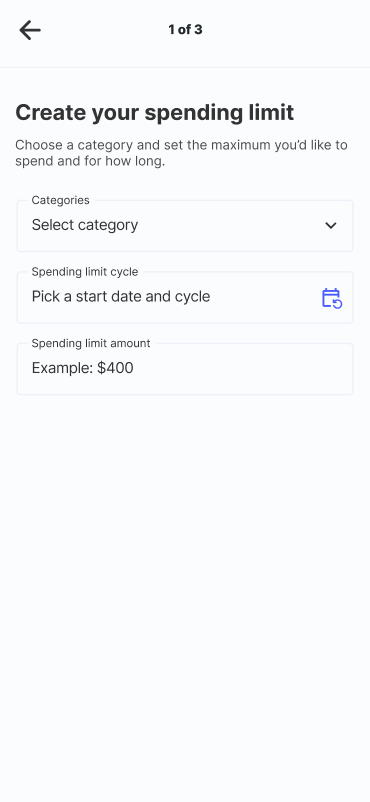 1 of 3
Create your spending limit
Choose a category and set the maximum you’d like to
spend and for how long.
Categories
Select category
Spending limit cycle
Pick a start date and cycle
Spending limit amount
Example: $400